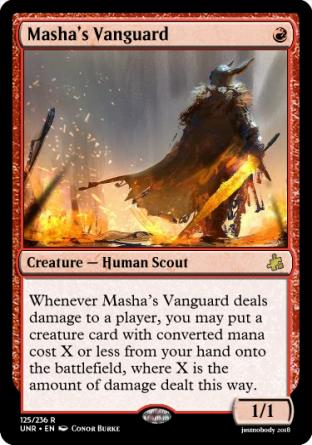 Masha's Vanguard
Creature — Human Scout
Whenever Masha's Vanguard deals
damage to a player, you may put a
creature card with converted mana
cost X or less from your hand onto
the battlefield, where X is the
amount of damage dealt this way.
1/1
125/236 R
UNR • EN Conor Burke
justnobody 2018